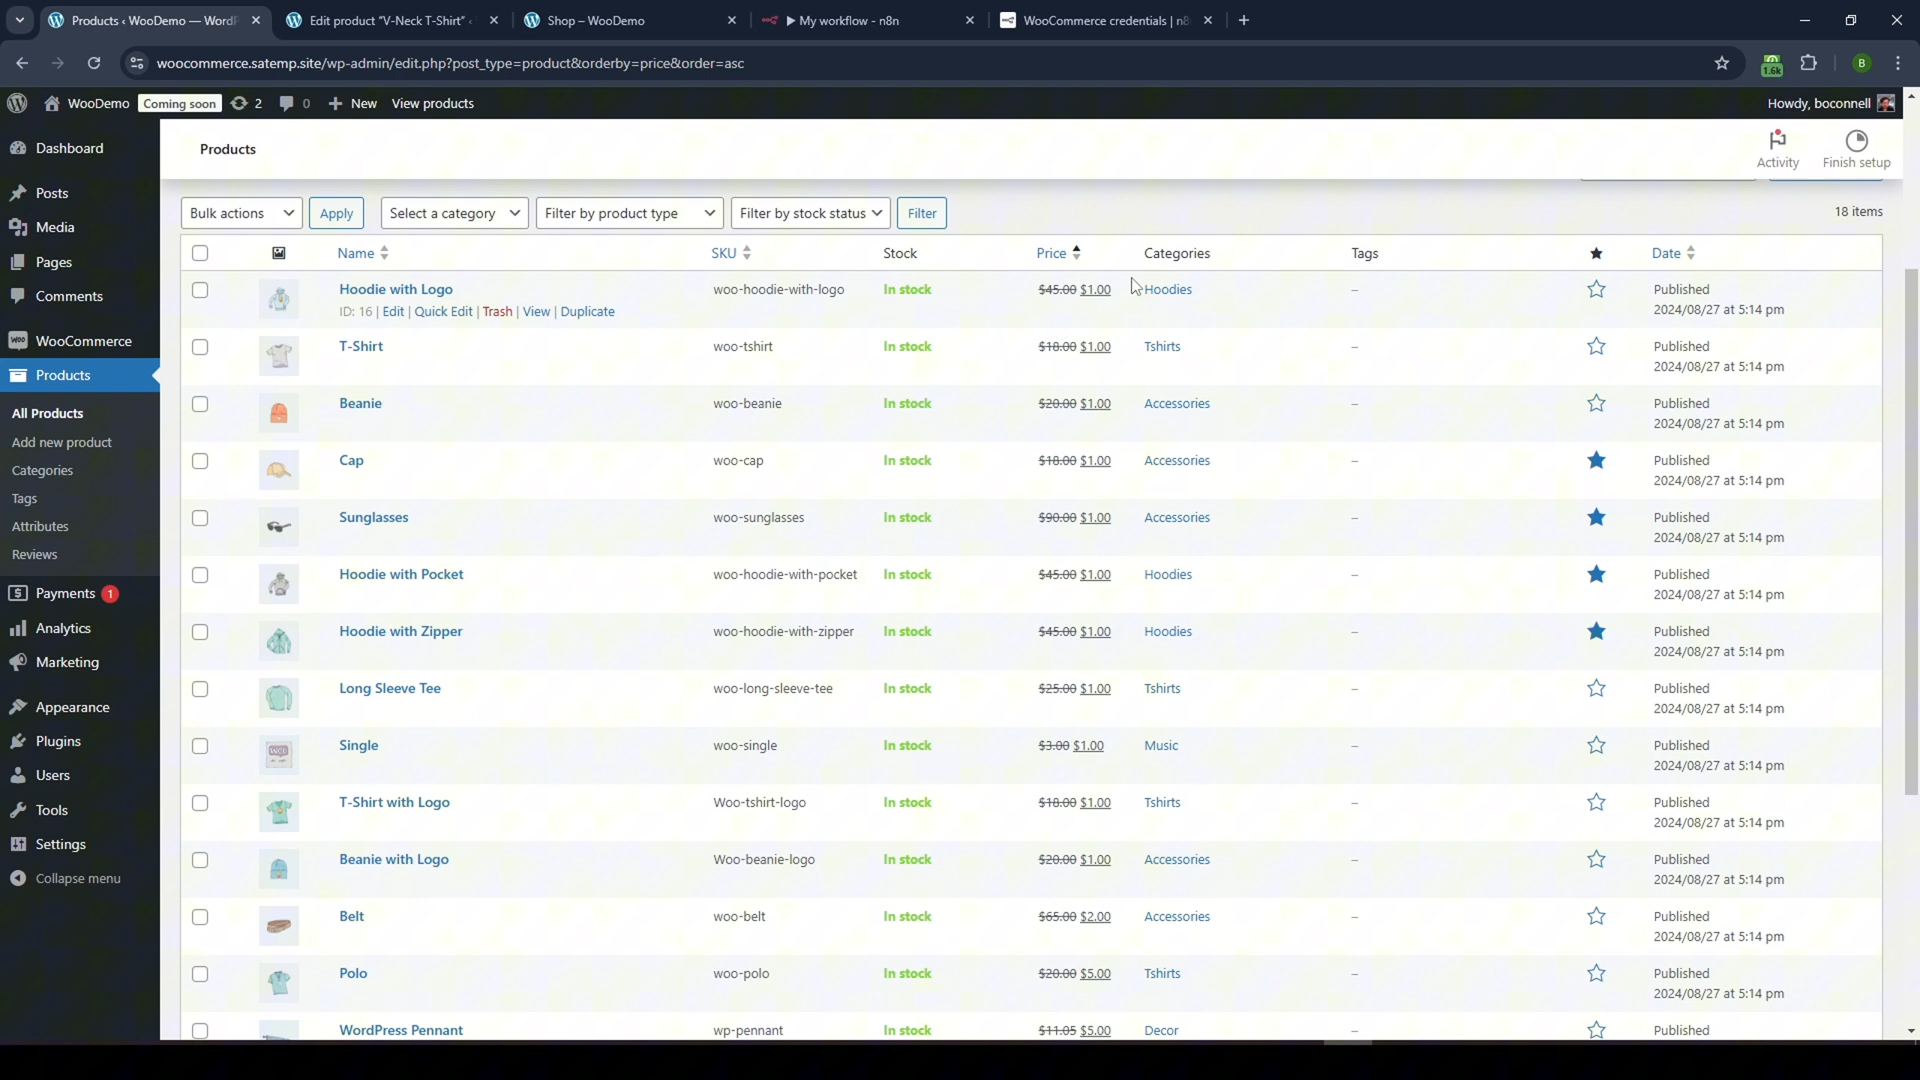 Products ‹ WooDemo — WordP
Edit product "V-Neck T-Shirt" ‹
Shop – WooDemo
▶ My workflow - n8n
WooCommerce credentials | n8
woocommerce.satemp.site/wp-admin/edit.php?post_type=product&orderby=price&order=asc
1.6k
B
WooDemo
Coming soon
2
0
New
View products
Howdy, boconnell
Dashboard
Posts
Media
Pages
Comments
WooCommerce
Products
All Products
Add new product
Categories
Tags
Attributes
Reviews
Payments 1
Analytics
Marketing
Appearance
Plugins
Users
Tools
Settings
Collapse menu
Products
Activity
Finish setup
Bulk actions
Apply
Select a category
Filter by product type
Filter by stock status
Filter
18 items
Name SKU Stock Price Categories Tags Date
Hoodie with Logo woo-hoodie-with-logo In stock $45.00 $1.00 Hoodies – Published
ID: 16 | Edit | Quick Edit | Trash | View | Duplicate 2024/08/27 at 5:14 pm
T-Shirt woo-tshirt In stock $18.00 $1.00 Tshirts – Published
2024/08/27 at 5:14 pm
Beanie woo-beanie In stock $20.00 $1.00 Accessories – Published
2024/08/27 at 5:14 pm
Cap woo-cap In stock $18.00 $1.00 Accessories – Published
2024/08/27 at 5:14 pm
Sunglasses woo-sunglasses In stock $90.00 $1.00 Accessories – Published
2024/08/27 at 5:14 pm
Hoodie with Pocket woo-hoodie-with-pocket In stock $45.00 $1.00 Hoodies – Published
2024/08/27 at 5:14 pm
Hoodie with Zipper woo-hoodie-with-zipper In stock $45.00 $1.00 Hoodies – Published
2024/08/27 at 5:14 pm
Long Sleeve Tee woo-long-sleeve-tee In stock $25.00 $1.00 Tshirts – Published
2024/08/27 at 5:14 pm
Single woo-single In stock $3.00 $1.00 Music – Published
2024/08/27 at 5:14 pm
T-Shirt with Logo Woo-tshirt-logo In stock $18.00 $1.00 Tshirts – Published
2024/08/27 at 5:14 pm
Beanie with Logo Woo-beanie-logo In stock $20.00 $1.00 Accessories – Published
2024/08/27 at 5:14 pm
Belt woo-belt In stock $65.00 $2.00 Accessories – Published
2024/08/27 at 5:14 pm
Polo woo-polo In stock $20.00 $5.00 Tshirts – Published
2024/08/27 at 5:14 pm
WordPress Pennant wp-pennant In stock $11.05 $5.00 Decor – Published